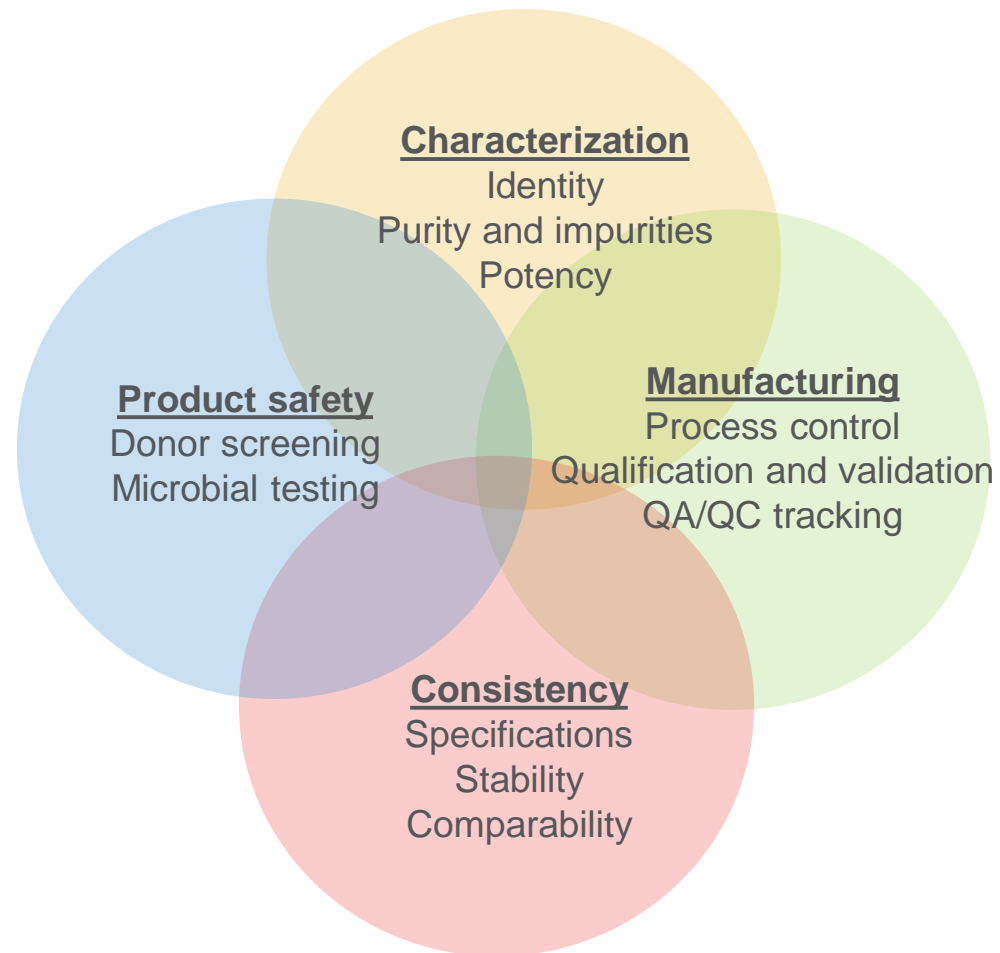 Characterization
Identity
Purity and impurities
Potency
Product safety
Donor screening
Microbial testing
Manufacturing
Process control
Qualification and validation
QA/QC tracking
Consistency
Specifications
Stability
Comparability